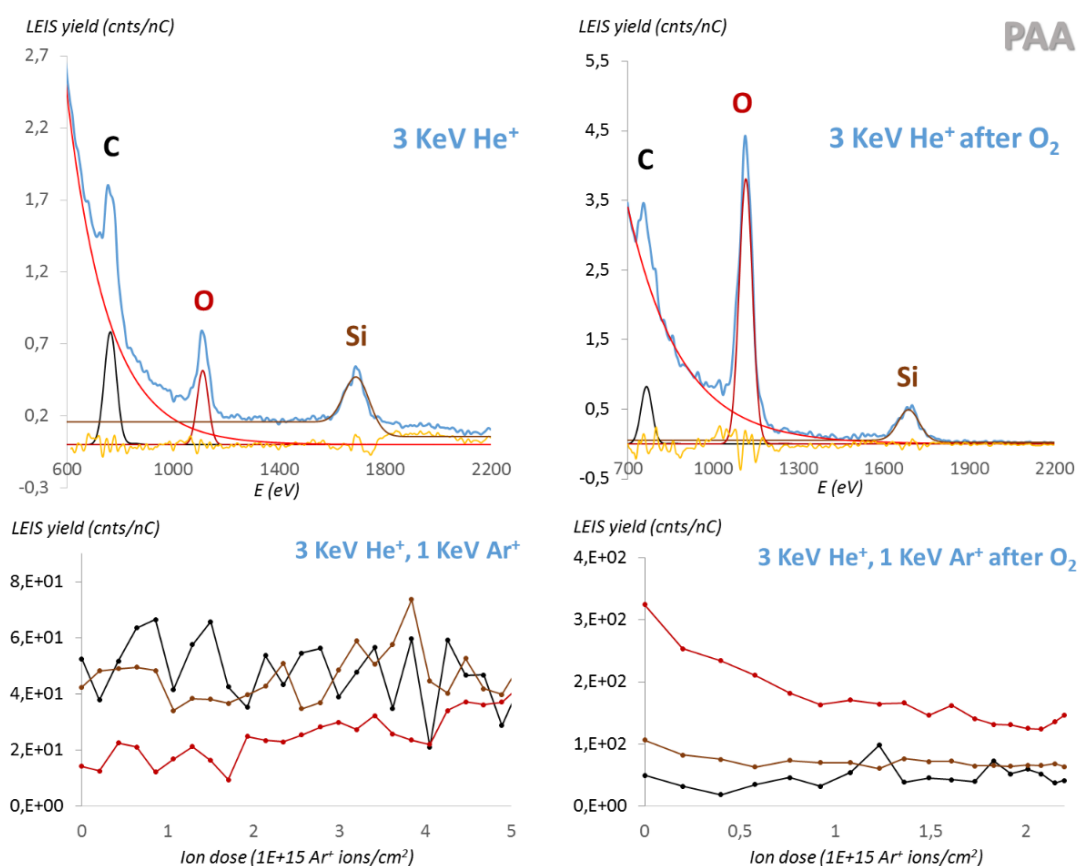 LEIS yield (cnts/nC)
2,7
2,2
1,7
1,2
0,7
0,2
-0,3
C
O
Si
3 KeV He⁺
600 1000 1400 1800 2200
E (eV)
LEIS yield (cnts/nC)
PAA
5,5
4,5
3,5
2,5
1,5
0,5
-0,5
C
O
Si
3 KeV He⁺ after O₂
700 1000 1300 1600 1900 2200
E (eV)
LEIS yield (cnts/nC)
3 KeV He⁺, 1 KeV Ar⁺
8,E+01
6,E+01
4,E+01
2,E+01
0,E+00
0 1 2 3 4 5
Ion dose (1E+15 Ar⁺ ions/cm²)
LEIS yield (cnts/nC)
3 KeV He⁺, 1 KeV Ar⁺ after O₂
4,E+02
3,E+02
2,E+02
1,E+02
0,E+00
0 0,5 1 1,5 2
Ion dose (1E+15 Ar⁺ ions/cm²)